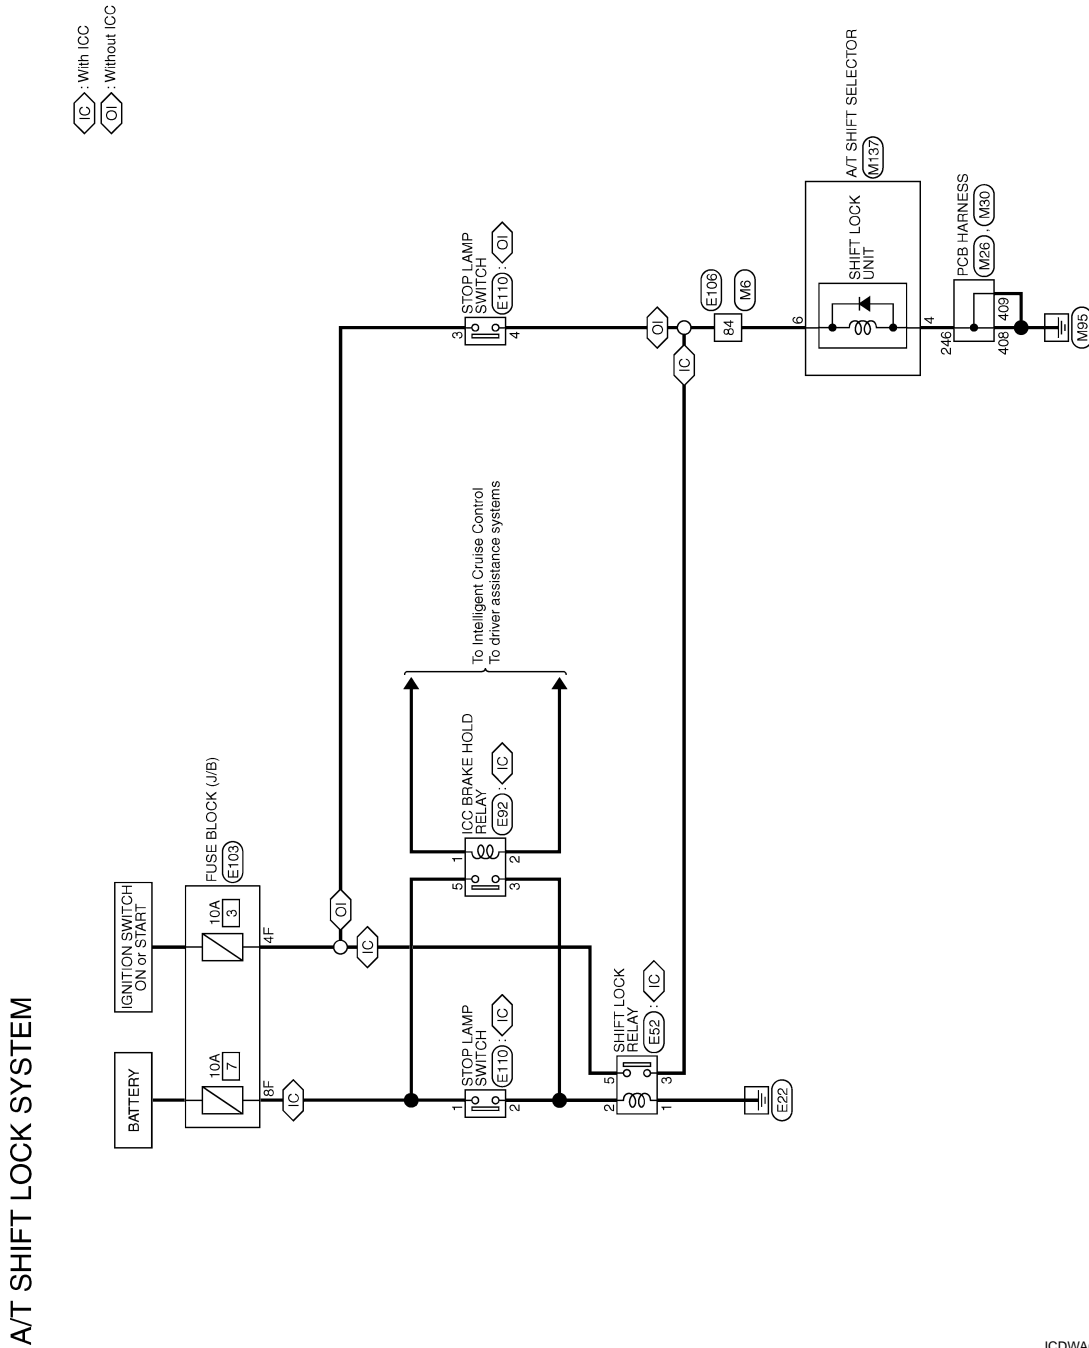 A/T SHIFT LOCK SYSTEM
IC : With ICC
OI : Without ICC
BATTERY
IGNITION SWITCH
ON or START
FUSE BLOCK (J/B)
E103
10A
7
10A
3
8F
4F
IC
OI
IC
1
STOP LAMP
SWITCH
E110 : IC
2
5
1
ICC BRAKE HOLD
RELAY
E92 : IC
3
2
To Intelligent Cruise Control
To driver assistance systems
3
STOP LAMP
SWITCH
E110 : OI
4
2
5
SHIFT LOCK
RELAY
E52 : IC
1
3
E22
OI
IC
84
E106
M6
6
SHIFT LOCK
UNIT
A/T SHIFT SELECTOR
M137
4
246
PCB HARNESS
M26 , M30
408
409
M95